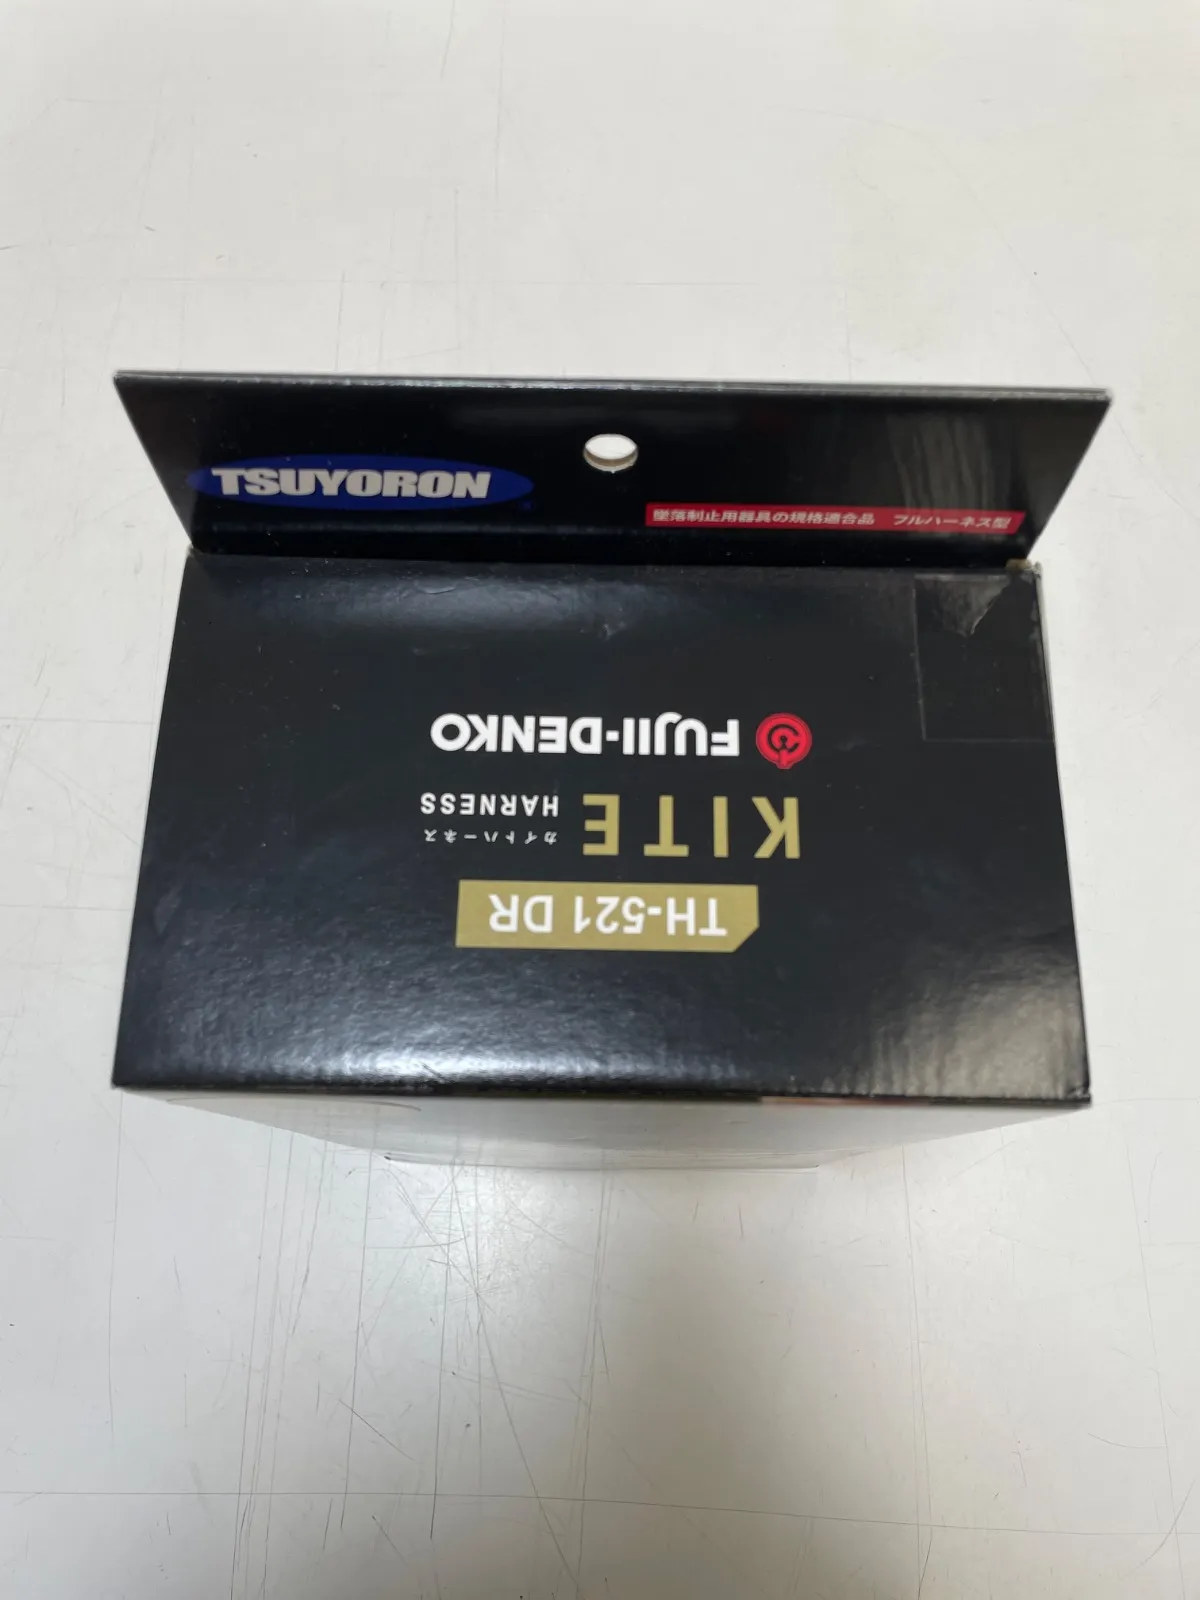 TSUYORON
墜落制止用器具の規格適合品 フルハーネス型
FUJII-DENKO
KITE
HARNESS
カイトハーネス
TH-521 DR